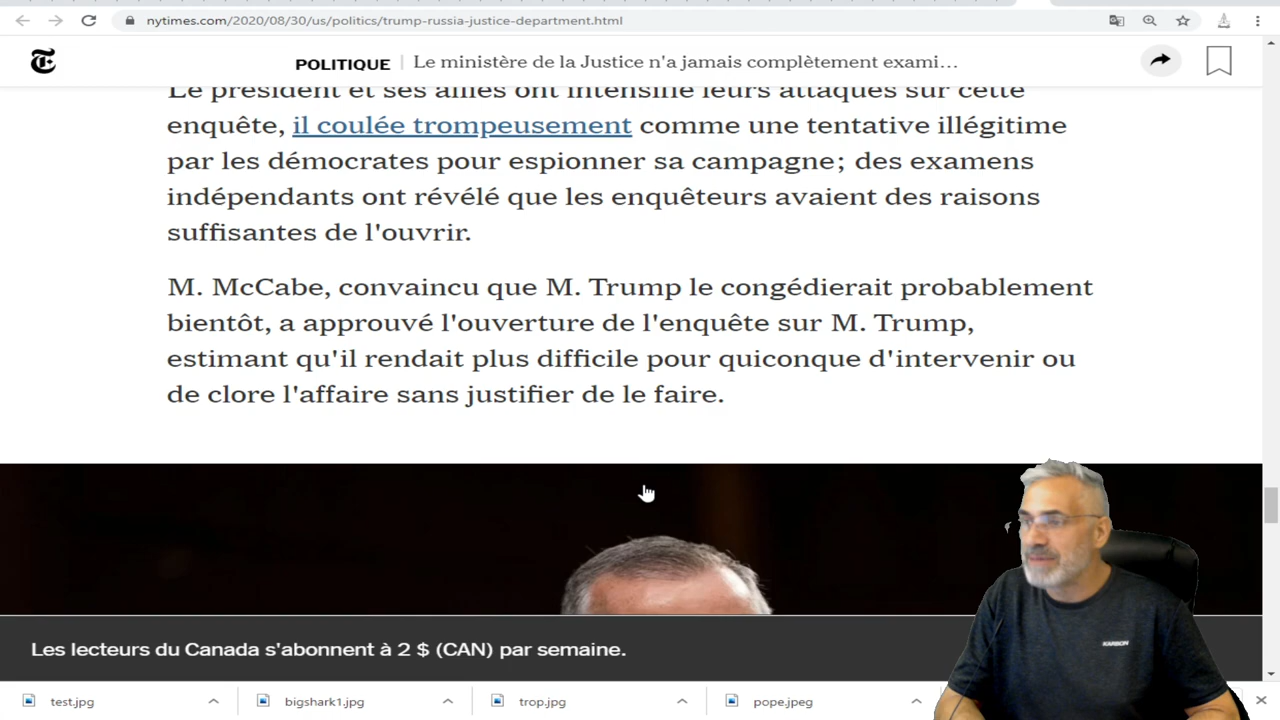 nytimes.com/2020/08/30/us/politics/trump-russia-justice-department.html
POLITIQUE | Le ministère de la Justice n'a jamais complètement exami…
Le président et ses alliés ont intensifié leurs attaques sur cette
enquête, il coulée trompeusement comme une tentative illégitime
par les démocrates pour espionner sa campagne; des examens
indépendants ont révélé que les enquêteurs avaient des raisons
suffisantes de l'ouvrir.
M. McCabe, convaincu que M. Trump le congédierait probablement
bientôt, a approuvé l'ouverture de l'enquête sur M. Trump,
estimant qu'il rendait plus difficile pour quiconque d'intervenir ou
de clore l'affaire sans justifier de le faire.
Les lecteurs du Canada s'abonnent à 2 $ (CAN) par semaine.
test.jpg
bigshark1.jpg
trop.jpg
pope.jpeg